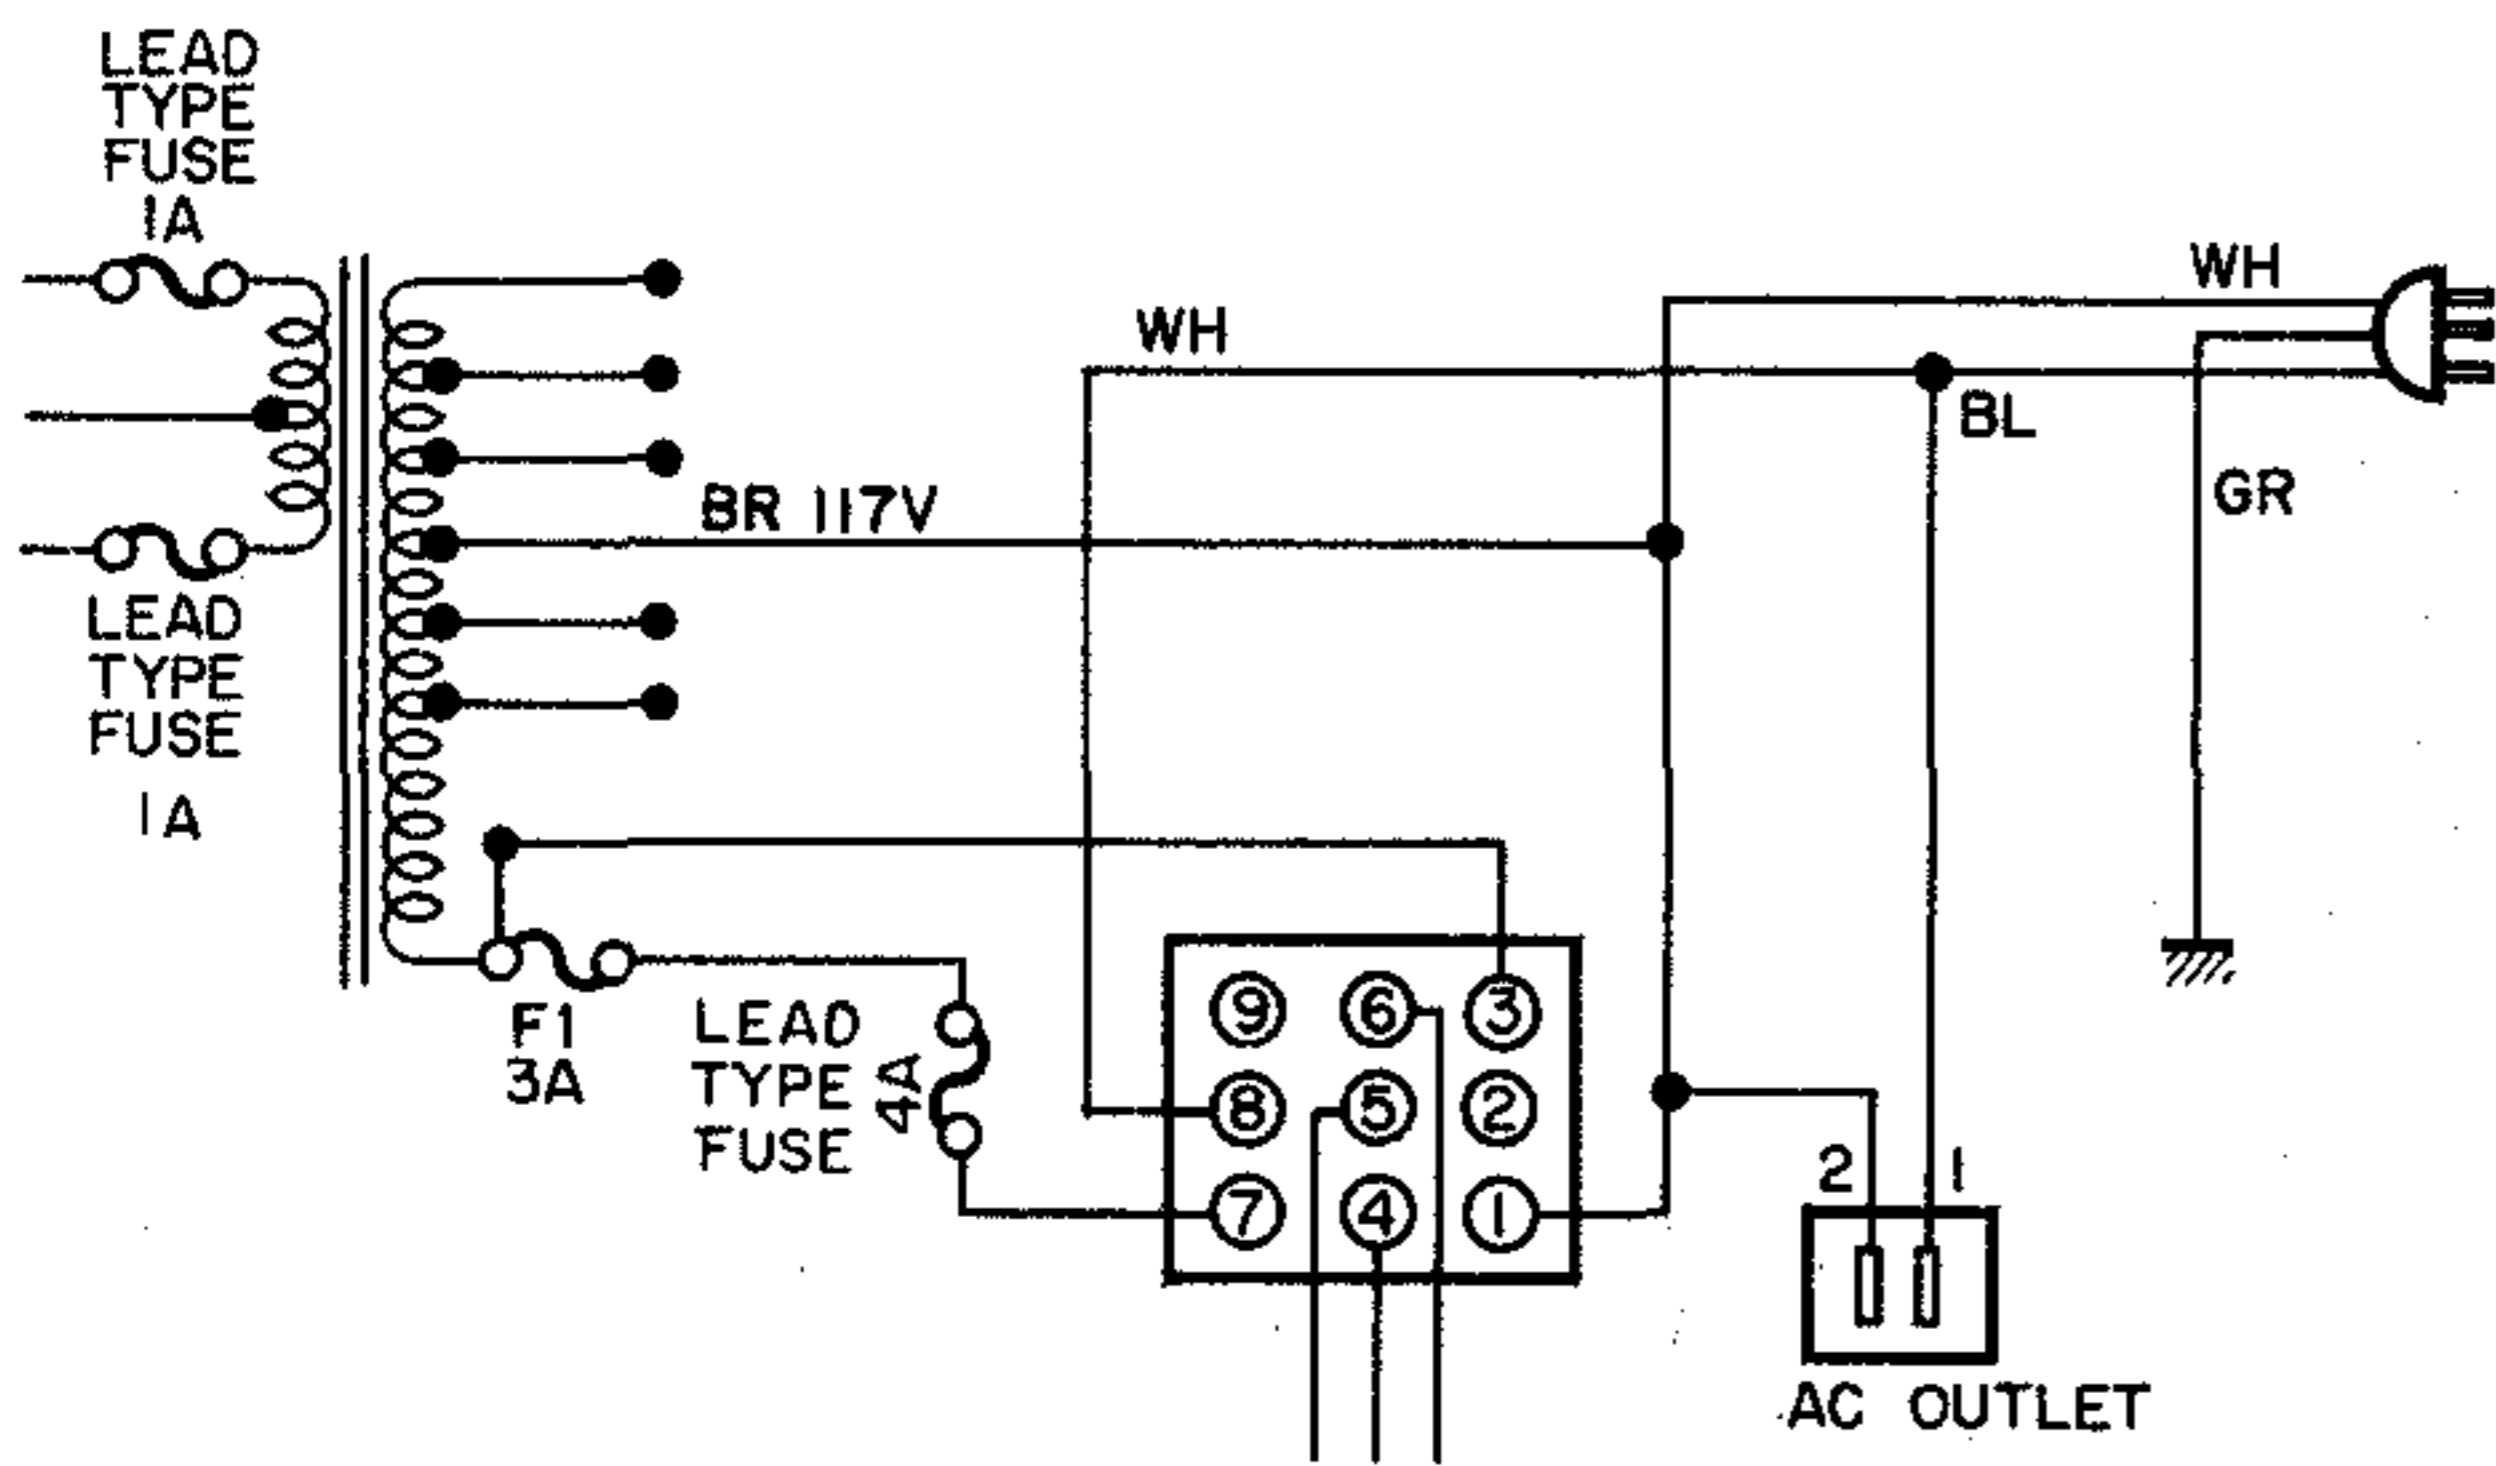 LEAD
TYPE
FUSE
1A
WH
WH
BL
GR
BR 117V
LEAD
TYPE
FUSE
1A
F1
3A
LEAD
TYPE
FUSE
4A
9 6 3
8 5 2
7 4 1
2 1
AC OUTLET